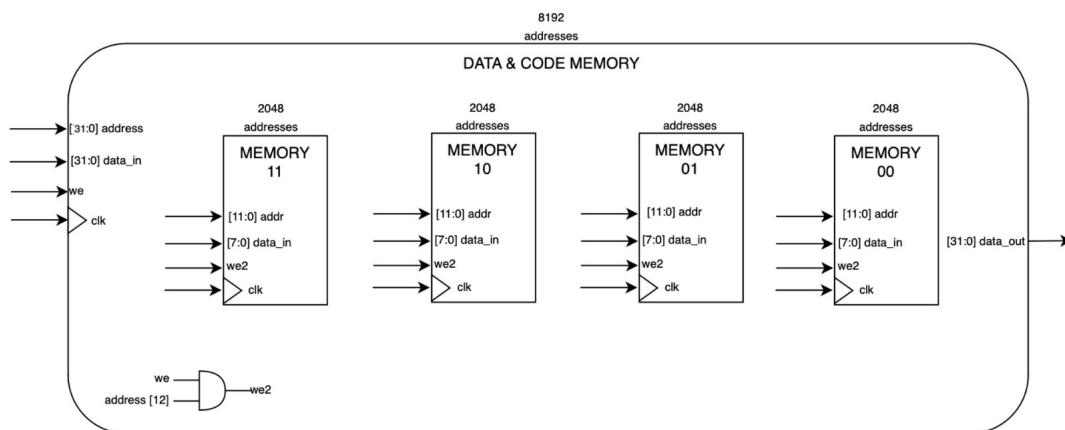 8192
addresses
DATA & CODE MEMORY
[31:0] address
[31:0] data_in
we
clk
2048
addresses
MEMORY
11
[11:0] addr
[7:0] data_in
we2
clk
2048
addresses
MEMORY
10
[11:0] addr
[7:0] data_in
we2
clk
2048
addresses
MEMORY
01
[11:0] addr
[7:0] data_in
we2
clk
2048
addresses
MEMORY
00
[11:0] addr
[7:0] data_in
we2
clk
[31:0] data_out
we
address [12]
we2